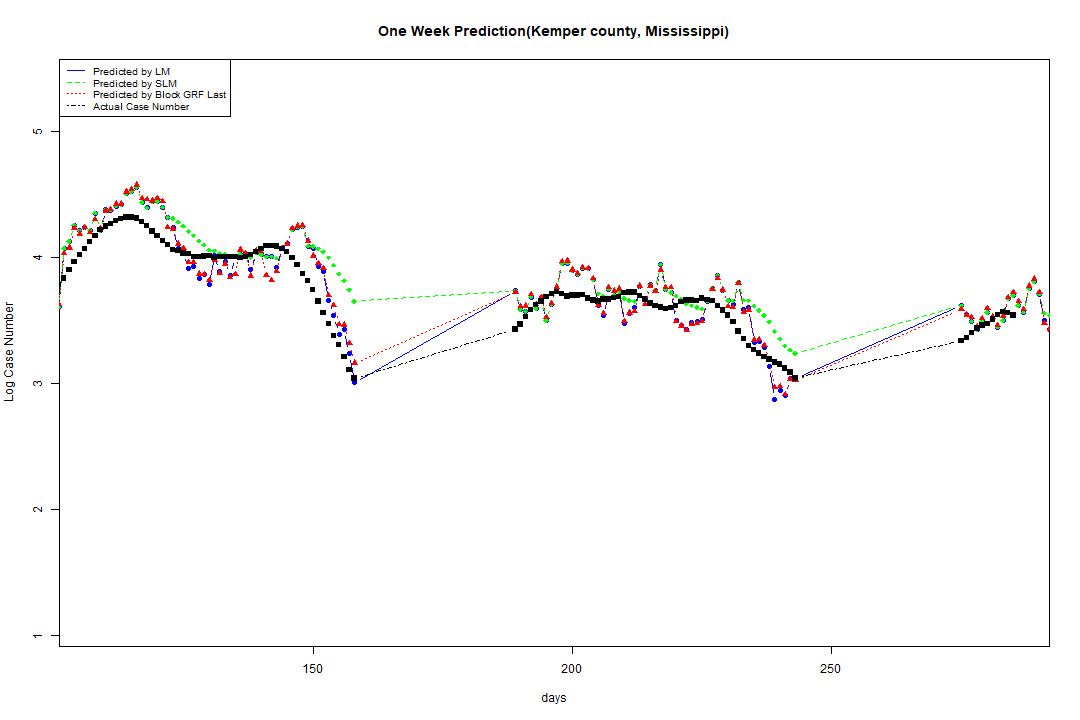 One Week Prediction(Kemper county, Mississippi)
Predicted by LM
Predicted by SLM
Predicted by Block GRF Last
Actual Case Number
5
4
3
2
1
Log Case Number
150 200 250
days